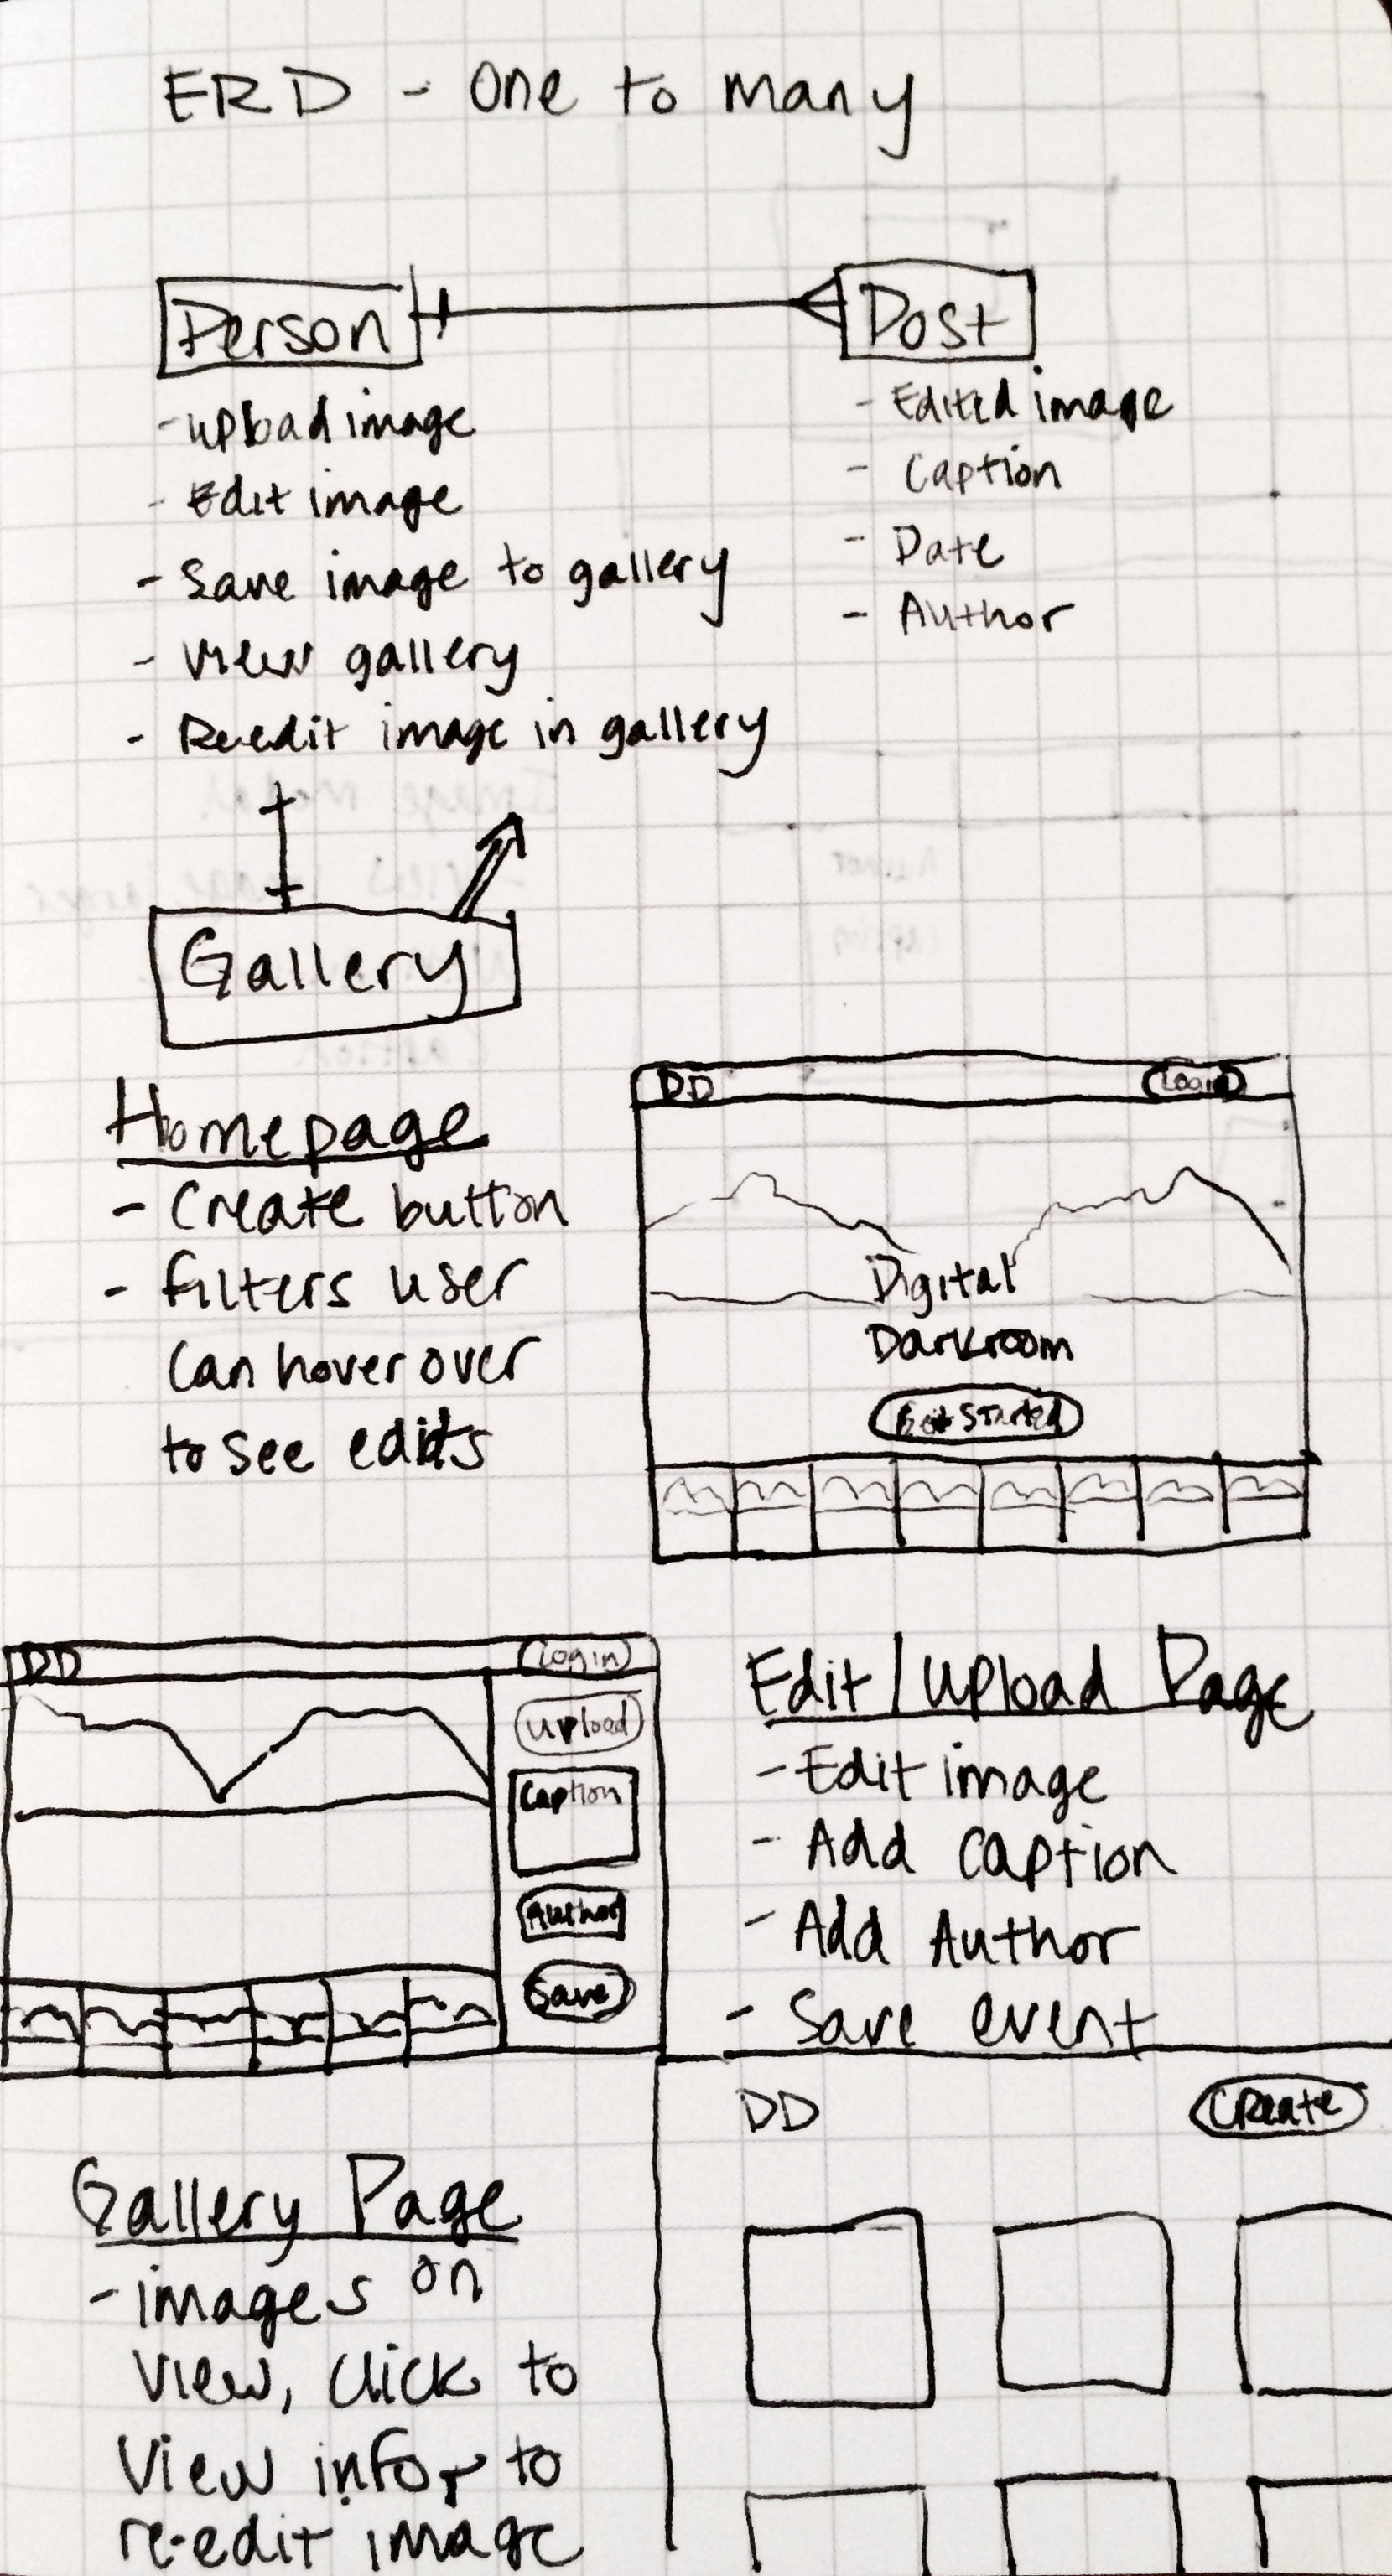 ERD - One to many
Person
Post
- Upload image
- Edit image
- Save image to gallery
- View gallery
- Re-edit image in gallery
- Edited image
- Caption
- Date
- Author
Gallery
Homepage
- Create button
- Filters user
can hover over
to see edits
DD
Login
Digital
Darkroom
Get Started
DD
Login
Upload
Caption
Author
Save
Edit/Upload Page
- Edit image
- Add caption
- Add Author
- Save event
Gallery Page
- images on
view, click to
view info, to
re-edit image
DD
Create